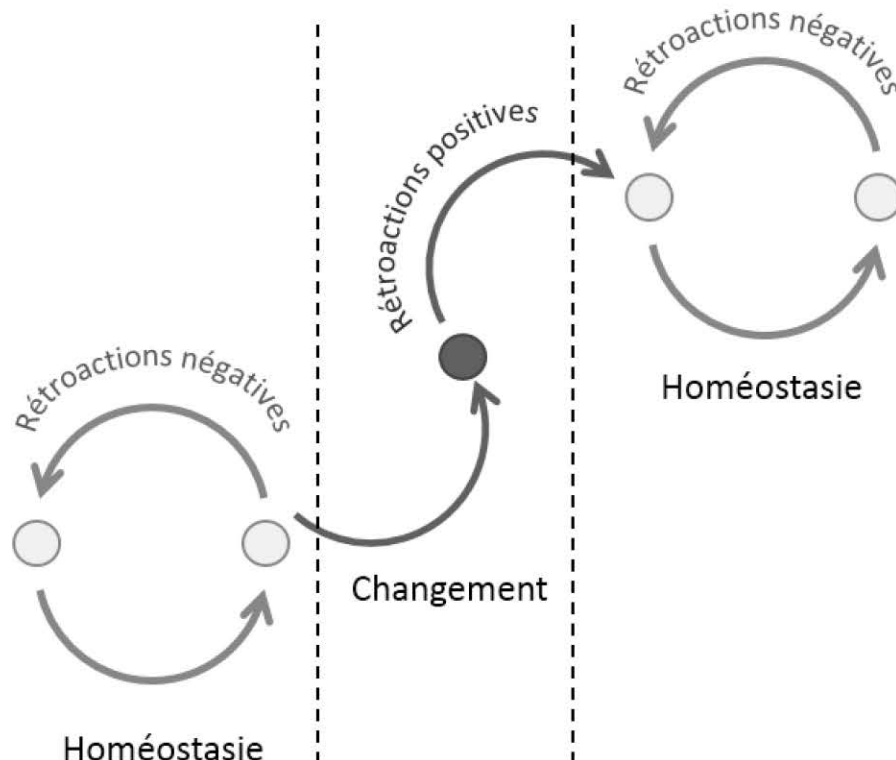 Rétroactions négatives
Homéostasie
Rétroactions positives
Changement
Rétroactions négatives
Homéostasie